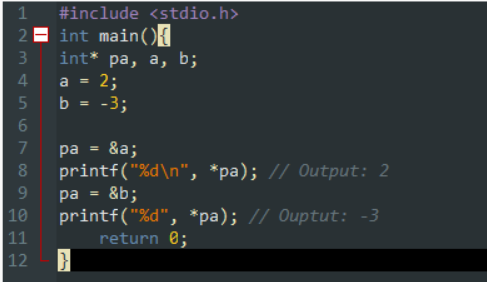 1 #include <stdio.h>
2 int main(){
3 int* pa, a, b;
4 a = 2;
5 b = -3;
6
7 pa = &a;
8 printf("%d\n", *pa); // Output: 2
9 pa = &b;
10 printf("%d", *pa); // Ouptut: -3
11     return 0;
12 }